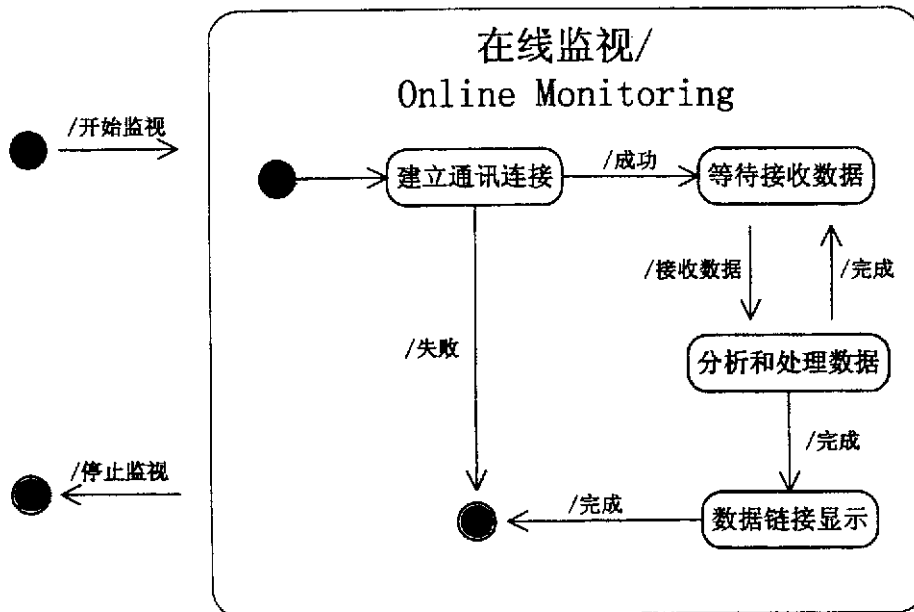 在线监视/
Online Monitoring
/开始监视
建立通讯连接
/成功
等待接收数据
/接收数据
/完成
/失败
分析和处理数据
/完成
/停止监视
/完成
数据链接显示